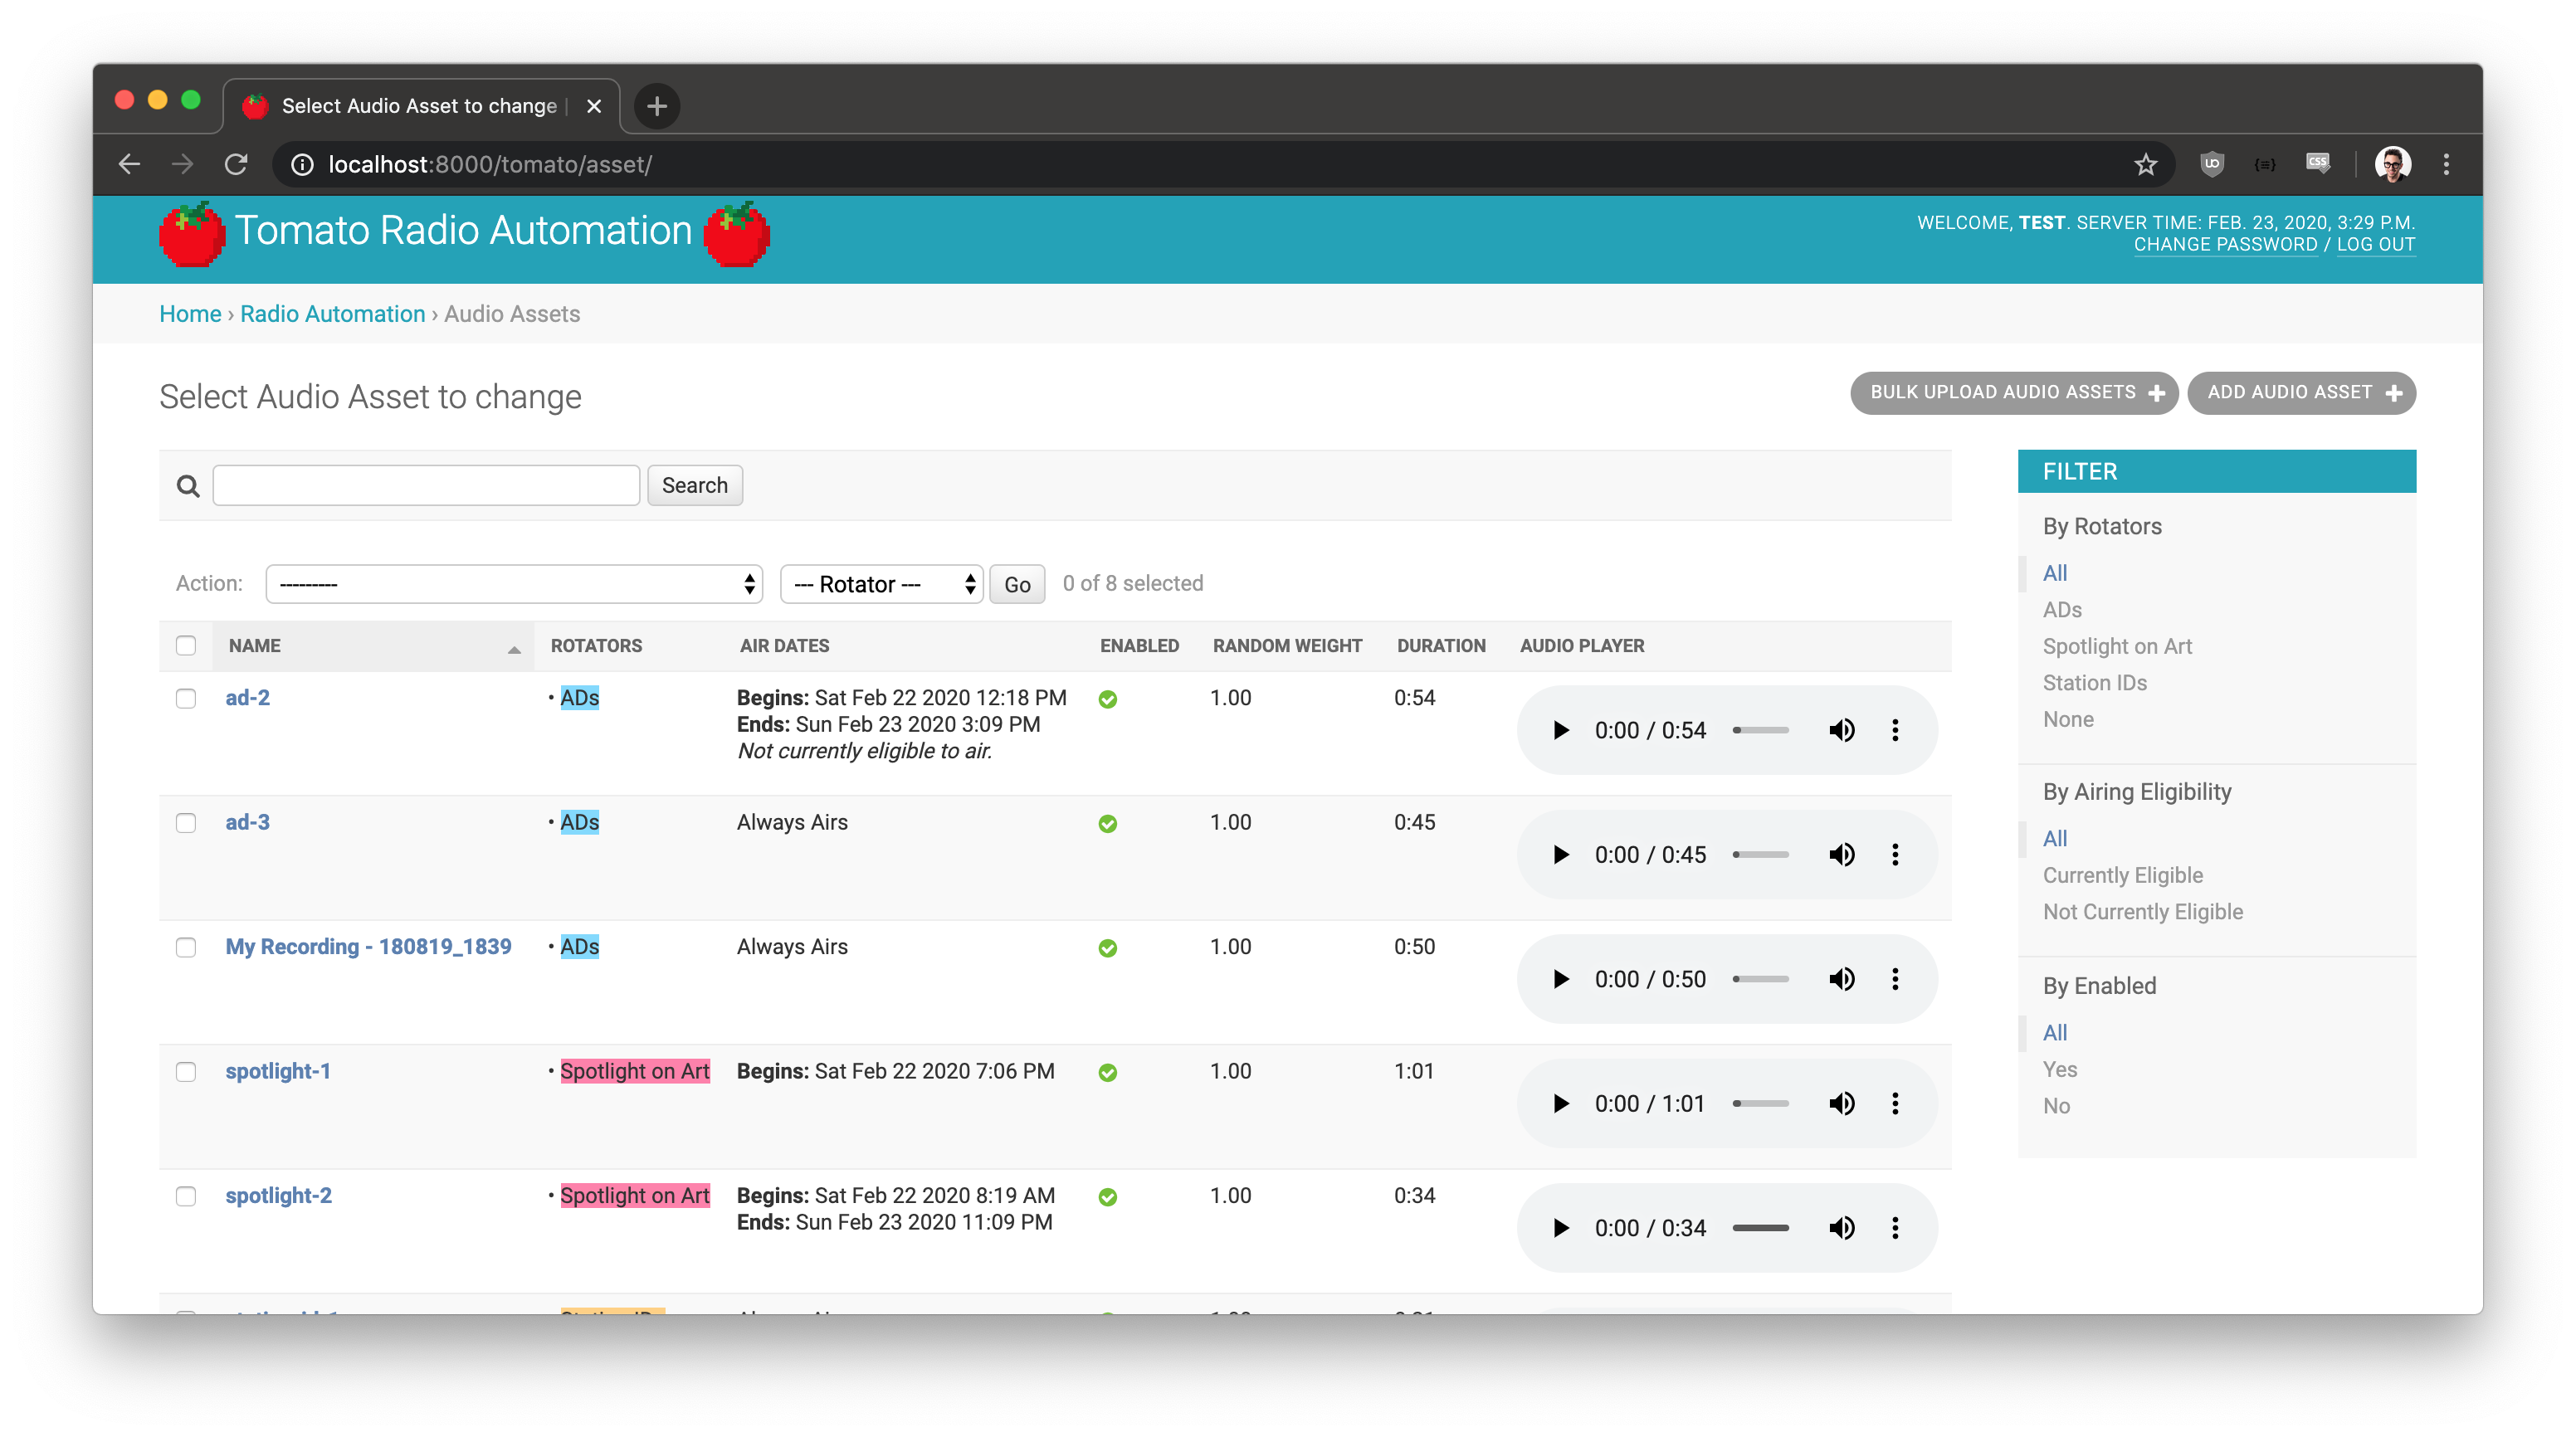 Select Audio Asset to change |
localhost:8000/tomato/asset/
Tomato Radio Automation
WELCOME, TEST. SERVER TIME: FEB. 23, 2020, 3:29 P.M.
CHANGE PASSWORD / LOG OUT
Home › Radio Automation › Audio Assets
Select Audio Asset to change
BULK UPLOAD AUDIO ASSETS
ADD AUDIO ASSET
Search
Action: --------- --- Rotator --- Go 0 of 8 selected
NAME ROTATORS AIR DATES ENABLED RANDOM WEIGHT DURATION AUDIO PLAYER
ad-2 • ADs Begins: Sat Feb 22 2020 12:18 PM 1.00 0:54
Ends: Sun Feb 23 2020 3:09 PM
Not currently eligible to air.
0:00 / 0:54
ad-3 • ADs Always Airs 1.00 0:45
0:00 / 0:45
My Recording - 180819_1839 • ADs Always Airs 1.00 0:50
0:00 / 0:50
spotlight-1 • Spotlight on Art Begins: Sat Feb 22 2020 7:06 PM 1.00 1:01
0:00 / 1:01
spotlight-2 • Spotlight on Art Begins: Sat Feb 22 2020 8:19 AM 1.00 0:34
Ends: Sun Feb 23 2020 11:09 PM
0:00 / 0:34
FILTER
By Rotators
All
ADs
Spotlight on Art
Station IDs
None
By Airing Eligibility
All
Currently Eligible
Not Currently Eligible
By Enabled
All
Yes
No